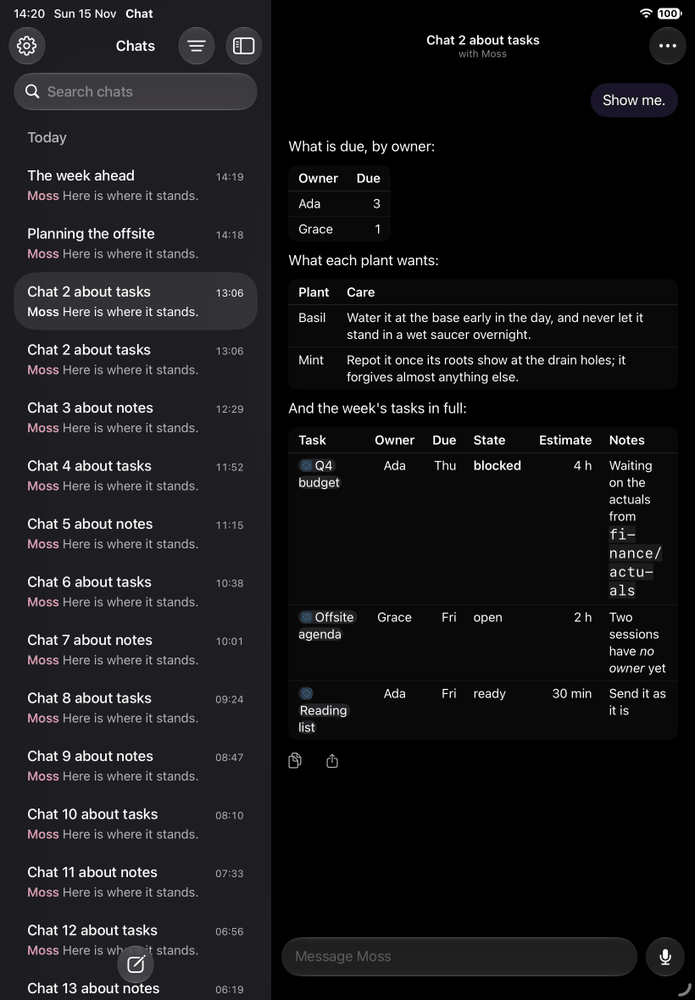 14:20 Sun 15 Nov Chat
100
Chats
Search chats
Today
The week ahead 14:19
Moss Here is where it stands.
Planning the offsite 14:18
Moss Here is where it stands.
Chat 2 about tasks 13:06
Moss Here is where it stands.
Chat 2 about tasks 13:06
Moss Here is where it stands.
Chat 3 about notes 12:29
Moss Here is where it stands.
Chat 4 about tasks 11:52
Moss Here is where it stands.
Chat 5 about notes 11:15
Moss Here is where it stands.
Chat 6 about tasks 10:38
Moss Here is where it stands.
Chat 7 about notes 10:01
Moss Here is where it stands.
Chat 8 about tasks 09:24
Moss Here is where it stands.
Chat 9 about notes 08:47
Moss Here is where it stands.
Chat 10 about tasks 08:10
Moss Here is where it stands.
Chat 11 about notes 07:33
Moss Here is where it stands.
Chat 12 about tasks 06:56
Moss Here is where it stands.
Chat 13 about notes 06:19
Chat 2 about tasks
with Moss
Show me.
What is due, by owner:
Owner Due
Ada 3
Grace 1
What each plant wants:
Plant Care
Basil Water it at the base early in the day, and never let it
stand in a wet saucer overnight.
Mint Repot it once its roots show at the drain holes; it
forgives almost anything else.
And the week's tasks in full:
Task Owner Due State Estimate Notes
Q4 Ada Thu blocked 4 h Waiting
budget on the
actuals
from
fi-
nance/
actu-
als
Offsite Grace Fri open 2 h Two
agenda sessions
have no
owner yet
Ada Fri ready 30 min Send it as
Reading it is
list
Message Moss